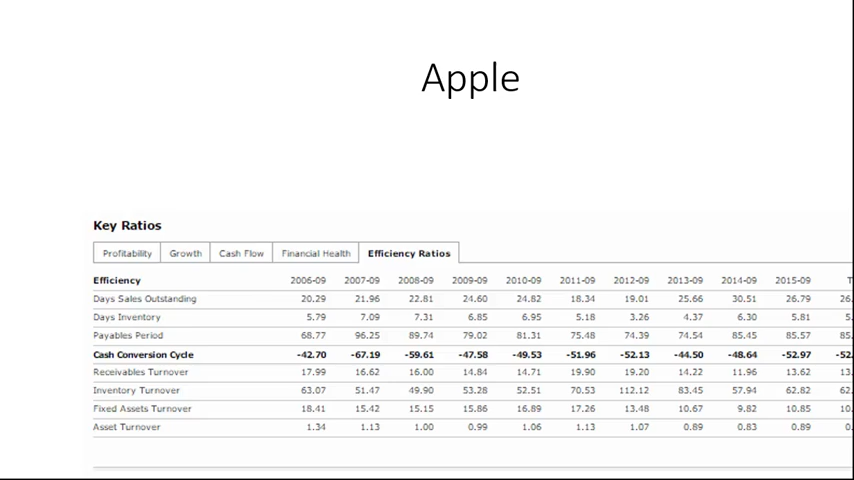 Apple
Key Ratios
Profitability Growth Cash Flow Financial Health Efficiency Ratios
Efficiency 2006-09 2007-09 2008-09 2009-09 2010-09 2011-09 2012-09 2013-09 2014-09 2015-09 T
Days Sales Outstanding 20.29 21.96 22.81 24.60 24.82 18.34 19.01 25.66 30.51 26.79 26.
Days Inventory 5.79 7.09 7.31 6.85 6.95 5.18 3.26 4.37 6.30 5.81 5.
Payables Period 68.77 96.25 89.74 79.02 81.31 75.48 74.39 74.54 85.45 85.57 85.
Cash Conversion Cycle -42.70 -67.19 -59.61 -47.58 -49.53 -51.96 -52.13 -44.50 -48.64 -52.97 -52.
Receivables Turnover 17.99 16.62 16.00 14.84 14.71 19.90 19.20 14.22 11.96 13.62 13.
Inventory Turnover 63.07 51.47 49.90 53.28 52.51 70.53 112.12 83.45 57.94 62.82 62.
Fixed Assets Turnover 18.41 15.42 15.15 15.86 16.89 17.26 13.48 10.67 9.82 10.85 10.
Asset Turnover 1.34 1.13 1.00 0.99 1.06 1.13 1.07 0.89 0.83 0.89 0.